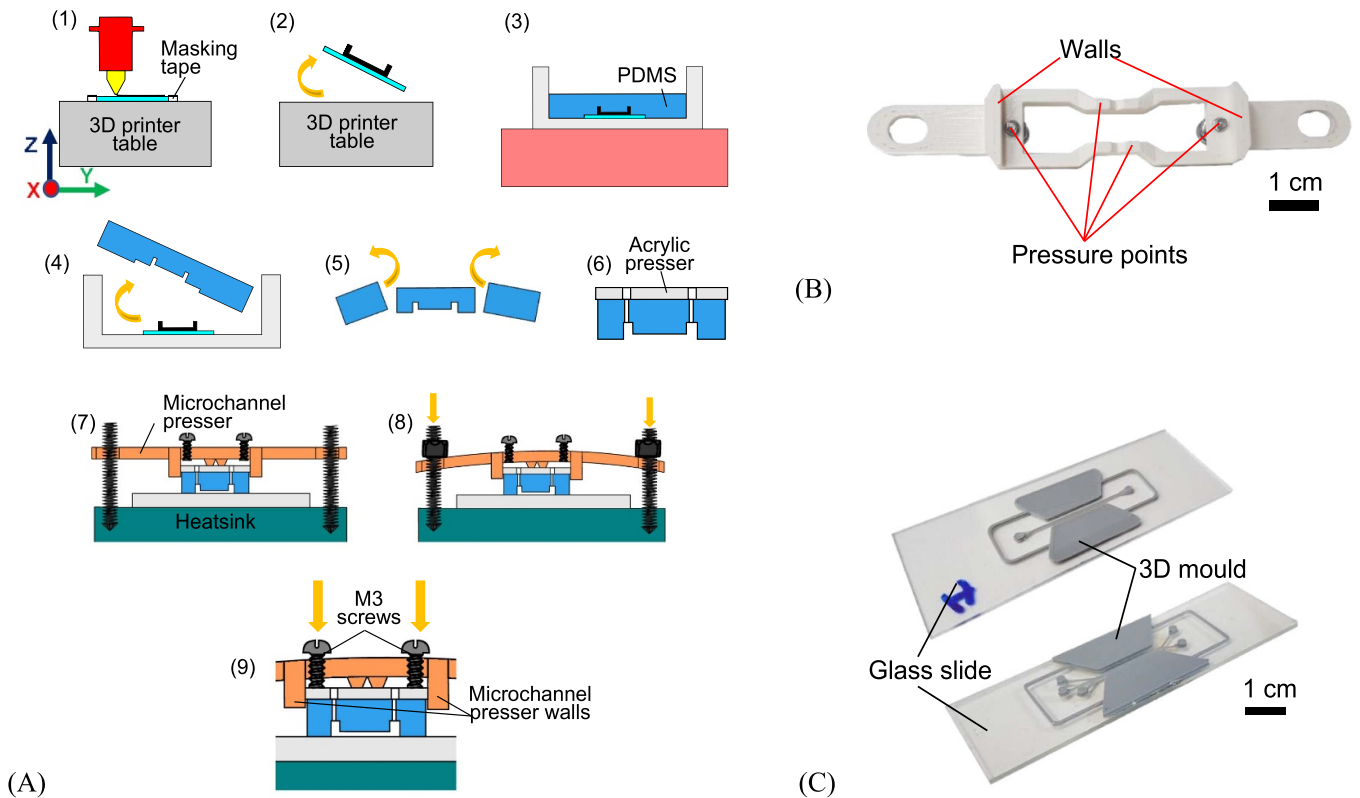 (1)
Masking
tape
3D printer
table
Z
Y
X
(2)
3D printer
table
(3)
PDMS
(4)
(5)
(6)
Acrylic
presser
(7)
Microchannel
presser
Heatsink
(8)
(9)
M3
screws
Microchannel
presser walls
(A)
Walls
1 cm
Pressure points
(B)
3D mould
Glass slide
1 cm
(C)